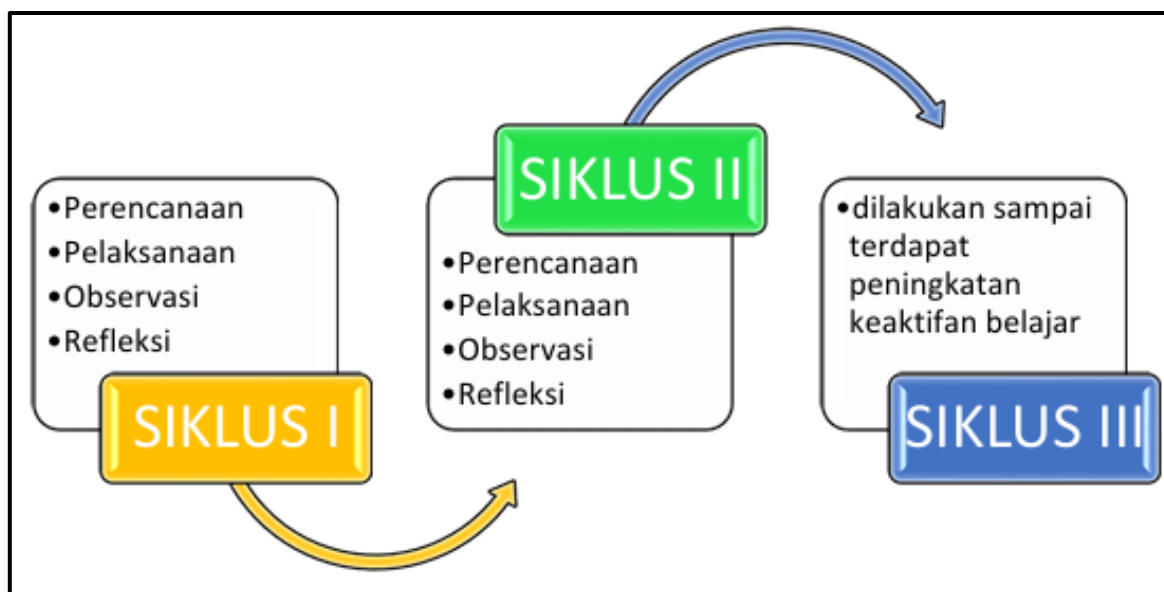 •Perencanaan
•Pelaksanaan
•Observasi
•Refleksi
SIKLUS I
SIKLUS II
•Perencanaan
•Pelaksanaan
•Observasi
•Refleksi
•dilakukan sampai
terdapat
peningkatan
keaktifan belajar
SIKLUS III